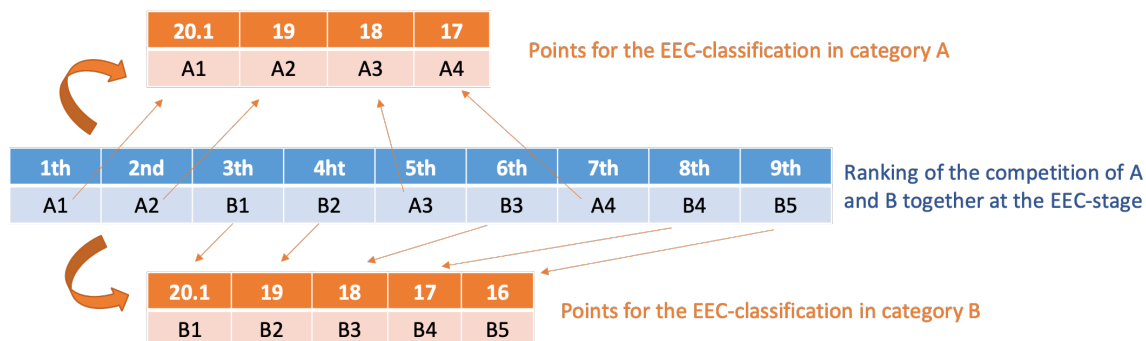 20.1 19 18 17
A1 A2 A3 A4
Points for the EEC-classification in category A
1th 2nd 3th 4ht 5th 6th 7th 8th 9th
A1 A2 B1 B2 A3 B3 A4 B4 B5
Ranking of the competition of A
and B together at the EEC-stage
20.1 19 18 17 16
B1 B2 B3 B4 B5
Points for the EEC-classification in category B